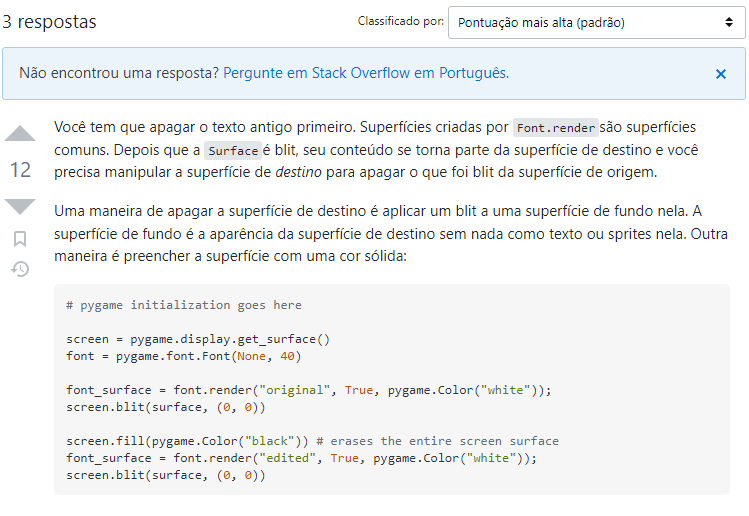 3 respostas
Classificado por:
Pontuação mais alta (padrão)
Não encontrou uma resposta? Pergunte em Stack Overflow em Português.
Você tem que apagar o texto antigo primeiro. Superfícies criadas por Font.render são superfícies
comuns. Depois que a Surface é blit, seu conteúdo se torna parte da superfície de destino e você
12
precisa manipular a superfície de destino para apagar o que foi blit da superfície de origem.
Uma maneira de apagar a superfície de destino é aplicar um blit a uma superfície de fundo nela. A
superfície de fundo é a aparência da superfície de destino sem nada como texto ou sprites nela. Outra
maneira é preencher a superfície com uma cor sólida:
# pygame initialization goes here
screen = pygame.display.get_surface()
font = pygame.font.Font(None, 40)
font_surface = font.render("original", True, pygame.Color("white"));
screen.blit(surface, (0, 0))
screen.fill(pygame.Color("black")) # erases the entire screen surface
font_surface = font.render("edited", True, pygame.Color("white"));
screen.blit(surface, (0, 0))